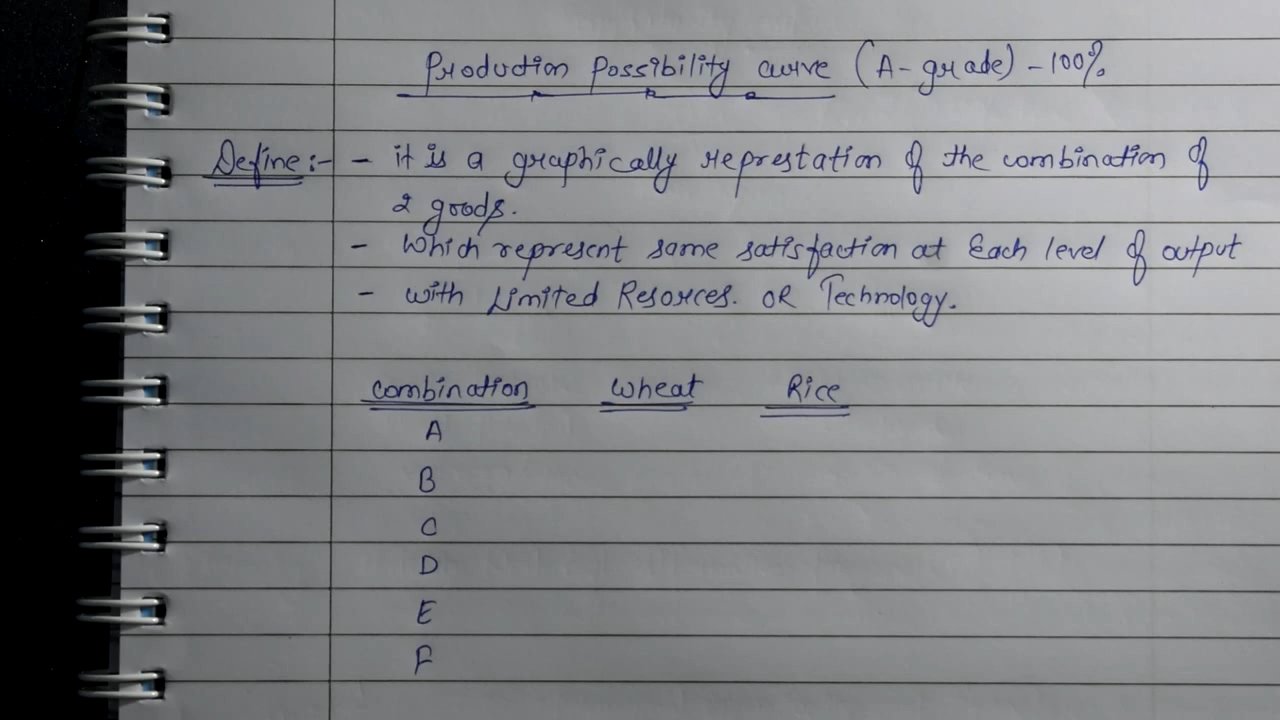 Production Possibility curve (A-grade) - 100%
Define :- - it is a graphically represtation of the combination of
2 goods.
- Which represent same satisfaction at Each level of output
- with Limited Resorces. OR Technology.
Combination Wheat Rice
A
B
C
D
E
F